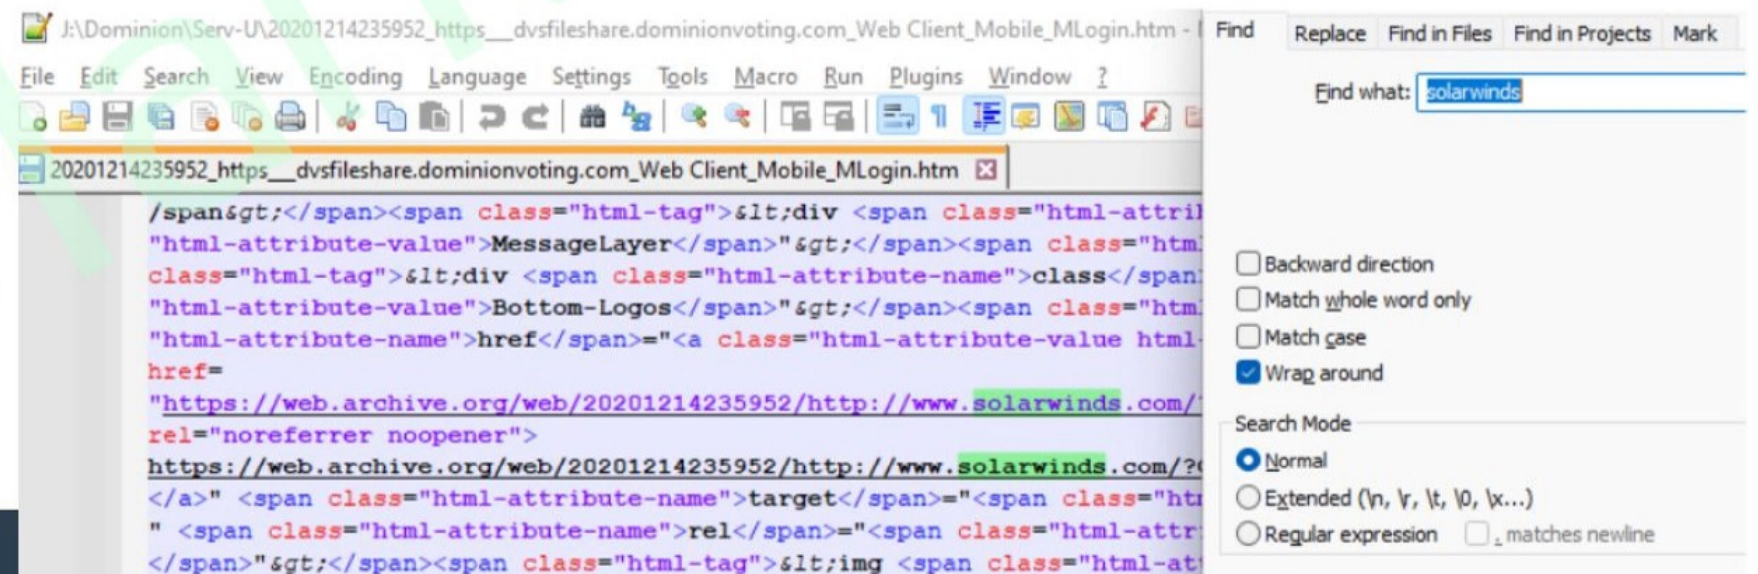 J:\Dominion\Serv-U\20201214235952_https__dvsfileshare.dominionvoting.com_Web Client_Mobile_MLogin.htm -
File Edit Search View Encoding Language Settings Tools Macro Run Plugins Window ?
20201214235952_https__dvsfileshare.dominionvoting.com_Web Client_Mobile_MLogin.htm
/span&gt;</span><span class="html-tag">&lt;div <span class="html-attri
"html-attribute-value">MessageLayer</span>"&gt;</span><span class="htm
class="html-tag">&lt;div <span class="html-attribute-name">class</span
"html-attribute-value">Bottom-Logos</span>"&gt;</span><span class="htm
"html-attribute-name">href</span>="<a class="html-attribute-value html-
href=
"https://web.archive.org/web/20201214235952/http://www.solarwinds.com/
rel="noreferrer noopener">
https://web.archive.org/web/20201214235952/http://www.solarwinds.com/?
</a>" <span class="html-attribute-name">target</span>="<span class="ht
" <span class="html-attribute-name">rel</span>="<span class="html-attr
</span>"&gt;</span><span class="html-tag">&lt;img <span class="html-at
Find Replace Find in Files Find in Projects Mark
Find what: solarwinds
Backward direction
Match whole word only
Match case
Wrap around
Search Mode
Normal
Extended (\n, \r, \t, \0, \x...)
Regular expression . matches newline